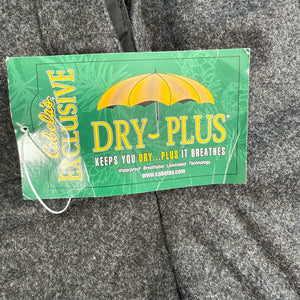 Cabela's
EXCLUSIVE
DRY-PLUS
KEEPS YOU DRY...PLUS IT BREATHES
Waterproof Breathable Laminated Technology
www.cabelas.com